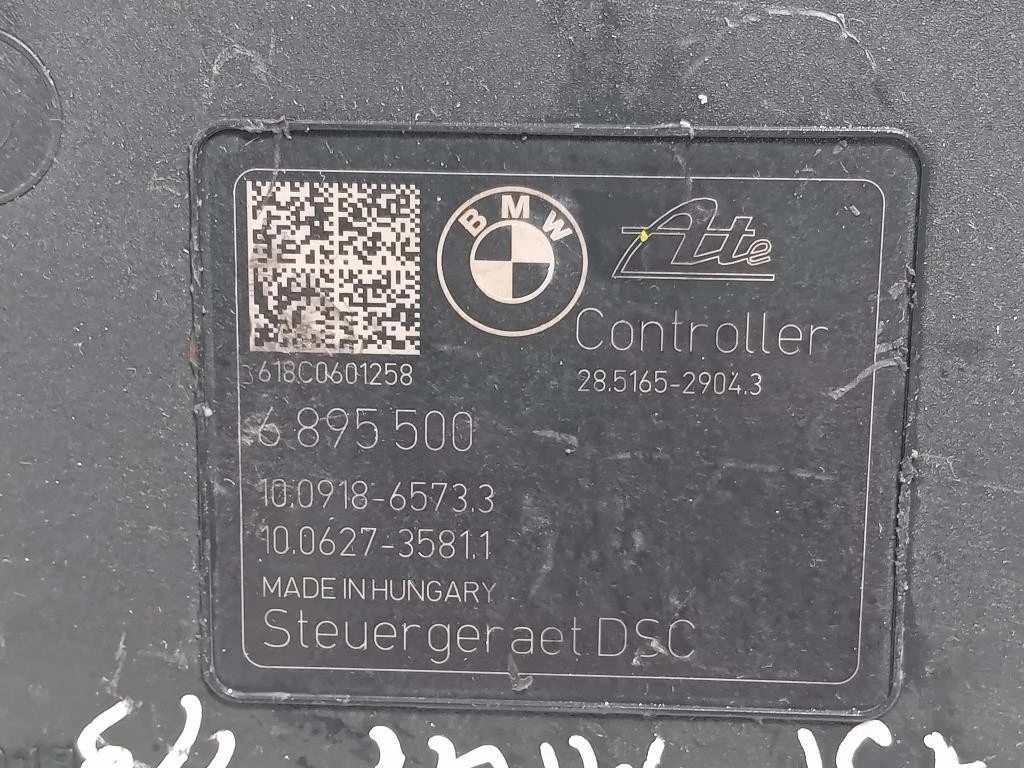 BMW
Ate
Controller
28.5165-2904.3
618C0601258
6 895 500
10.0918-6573.3
10.0627-3581.1
MADE IN HUNGARY
Steuergeraet DSC